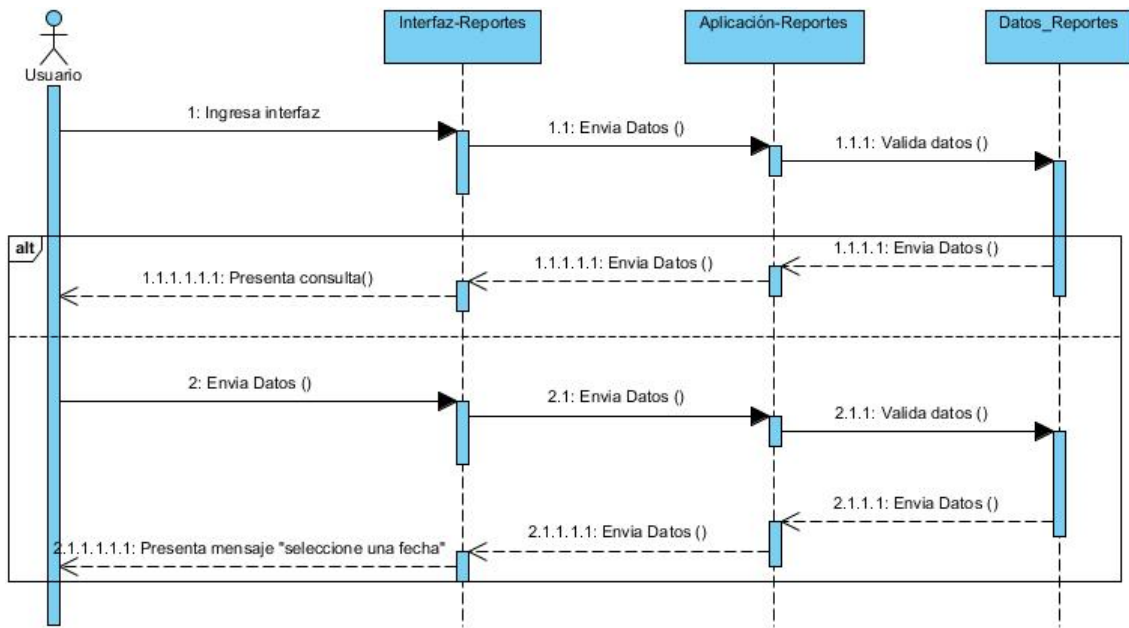 Interfaz-Reportes
Aplicación-Reportes
Datos_Reportes
Usuario
1: Ingresa interfaz
1.1: Envia Datos ()
1.1.1: Valida datos ()
alt
1.1.1.1: Envia Datos ()
1.1.1.1.1: Envia Datos ()
1.1.1.1.1.1: Presenta consulta()
2: Envia Datos ()
2.1: Envia Datos ()
2.1.1: Valida datos ()
2.1.1.1: Envia Datos ()
2.1.1.1.1: Envia Datos ()
2.1.1.1.1.1: Presenta mensaje "seleccione una fecha"